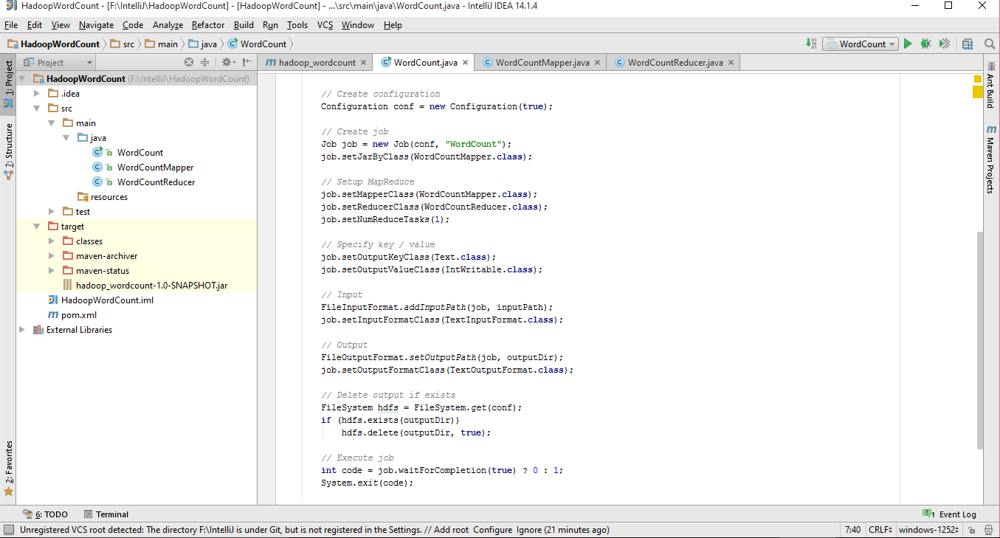 HadoopWordCount - [F:\IntelliJ\HadoopWordCount] - [HadoopWordCount] - ...\src\main\java\WordCount.java - IntelliJ IDEA 14.1.4
File Edit View Navigate Code Analyze Refactor Build Run Tools VCS Window Help
HadoopWordCount src main java WordCount WordCount
Project hadoop_wordcount WordCount.java WordCountMapper.java WordCountReducer.java
1: Project
7: Structure
2: Favorites
HadoopWordCount (F:\IntelliJ\HadoopWordCount)
.idea
src
main
java
WordCount
WordCountMapper
WordCountReducer
resources
test
target
classes
maven-archiver
maven-status
hadoop_wordcount-1.0-SNAPSHOT.jar
HadoopWordCount.iml
pom.xml
External Libraries
// Create configuration
Configuration conf = new Configuration(true);
// Create job
Job job = new Job(conf, "WordCount");
job.setJarByClass(WordCountMapper.class);
// Setup MapReduce
job.setMapperClass(WordCountMapper.class);
job.setReducerClass(WordCountReducer.class);
job.setNumReduceTasks(1);
// Specify key / value
job.setOutputKeyClass(Text.class);
job.setOutputValueClass(IntWritable.class);
// Input
FileInputFormat.addInputPath(job, inputPath);
job.setInputFormatClass(TextInputFormat.class);
// Output
FileOutputFormat.setOutputPath(job, outputDir);
job.setOutputFormatClass(TextOutputFormat.class);
// Delete output if exists
FileSystem hdfs = FileSystem.get(conf);
if (hdfs.exists(outputDir))
hdfs.delete(outputDir, true);
// Execute job
int code = job.waitForCompletion(true) ? 0 : 1;
System.exit(code);
Ant Build
Maven Projects
6: TODO Terminal 1 Event Log
Unregistered VCS root detected: The directory F:\IntelliJ is under Git, but is not registered in the Settings. // Add root Configure Ignore (21 minutes ago) 7:40 CRLF windows-1252